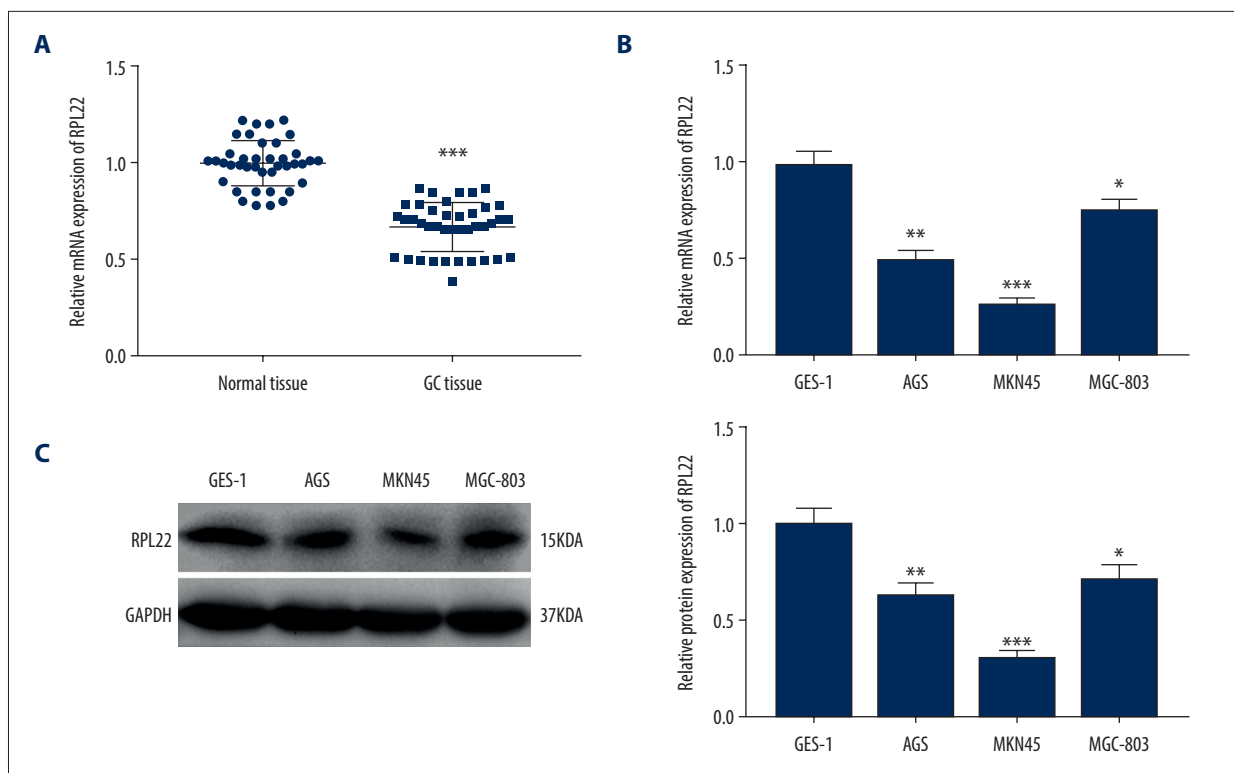 A
Relative mRNA expression of RPL22
1.5
1.0
0.5
0.0
***
Normal tissue GC tissue
B
Relative mRNA expression of RPL22
1.5
1.0
0.5
0.0
**
***
*
GES-1 AGS MKN45 MGC-803
C
GES-1 AGS MKN45 MGC-803
RPL22 15KDA
GAPDH 37KDA
Relative protein expression of RPL22
1.5
1.0
0.5
0.0
**
***
*
GES-1 AGS MKN45 MGC-803